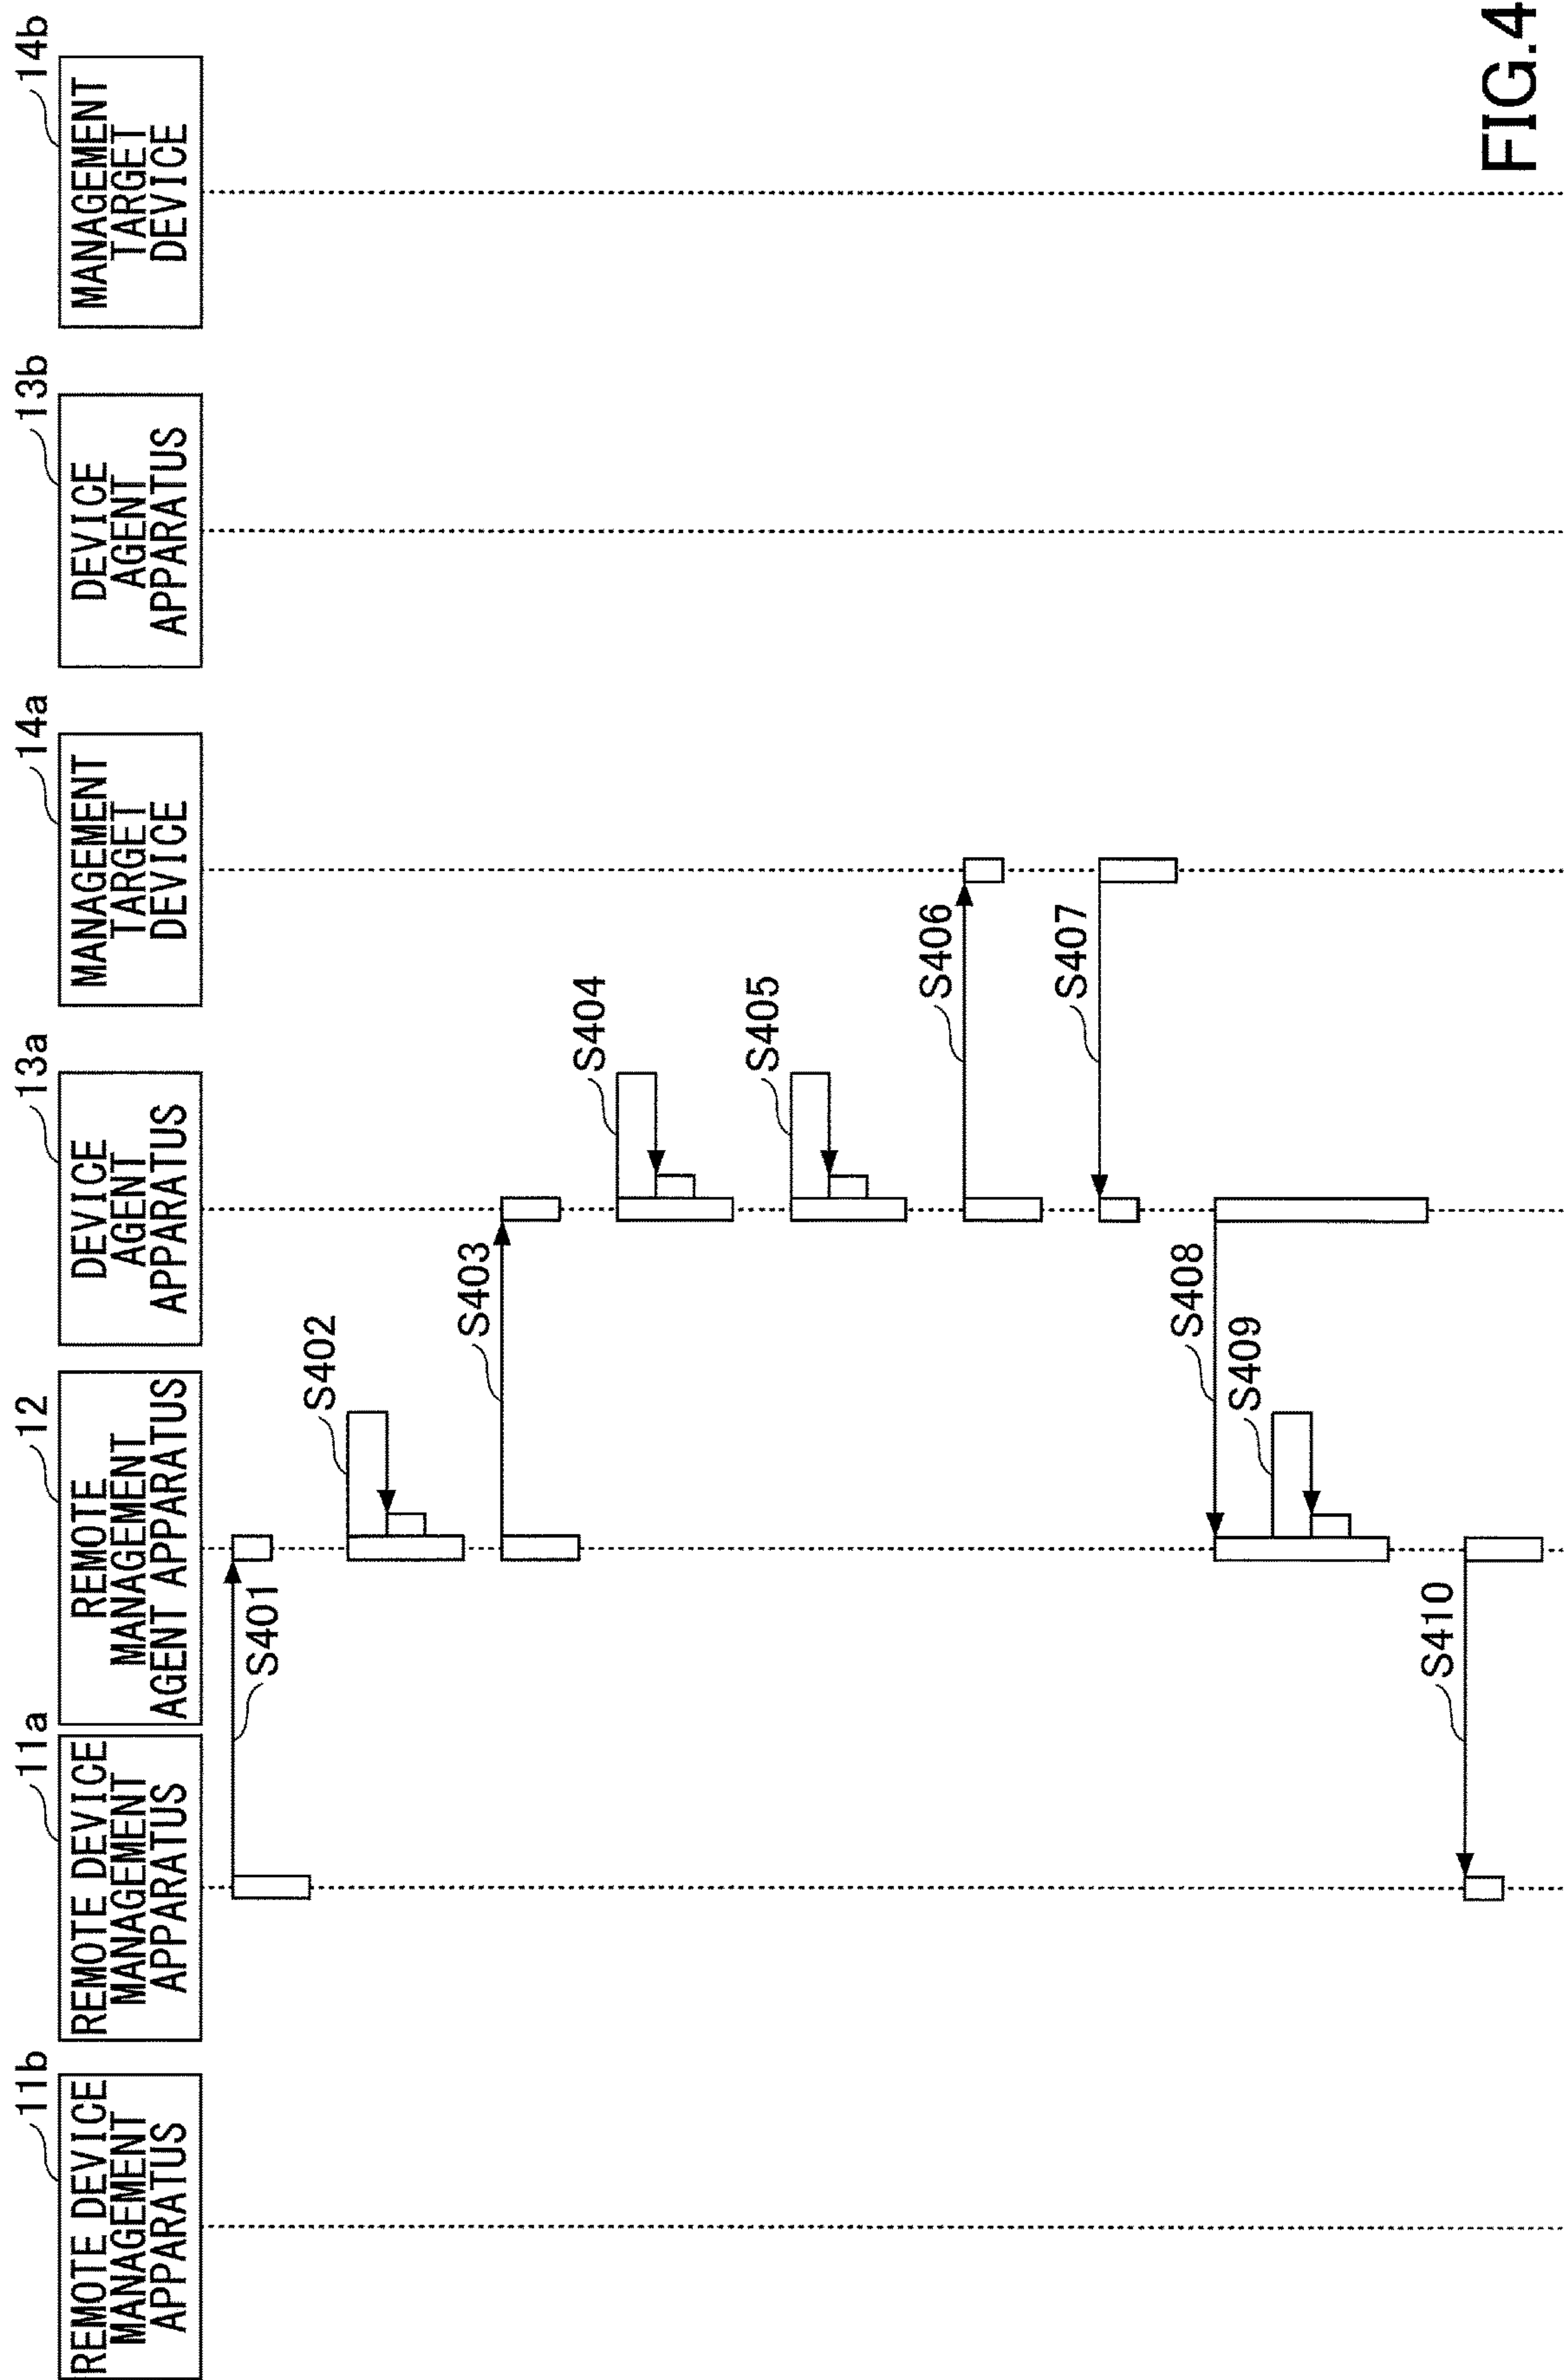 11b
REMOTE DEVICE
MANAGEMENT
APPARATUS
11a
REMOTE DEVICE
MANAGEMENT
APPARATUS
12
REMOTE
MANAGEMENT
AGENT APPARATUS
13a
DEVICE
AGENT
APPARATUS
14a
MANAGEMENT
TARGET
DEVICE
13b
DEVICE
AGENT
APPARATUS
14b
MANAGEMENT
TARGET
DEVICE
S401
S402
S403
S404
S405
S406
S407
S408
S409
S410
FIG.4